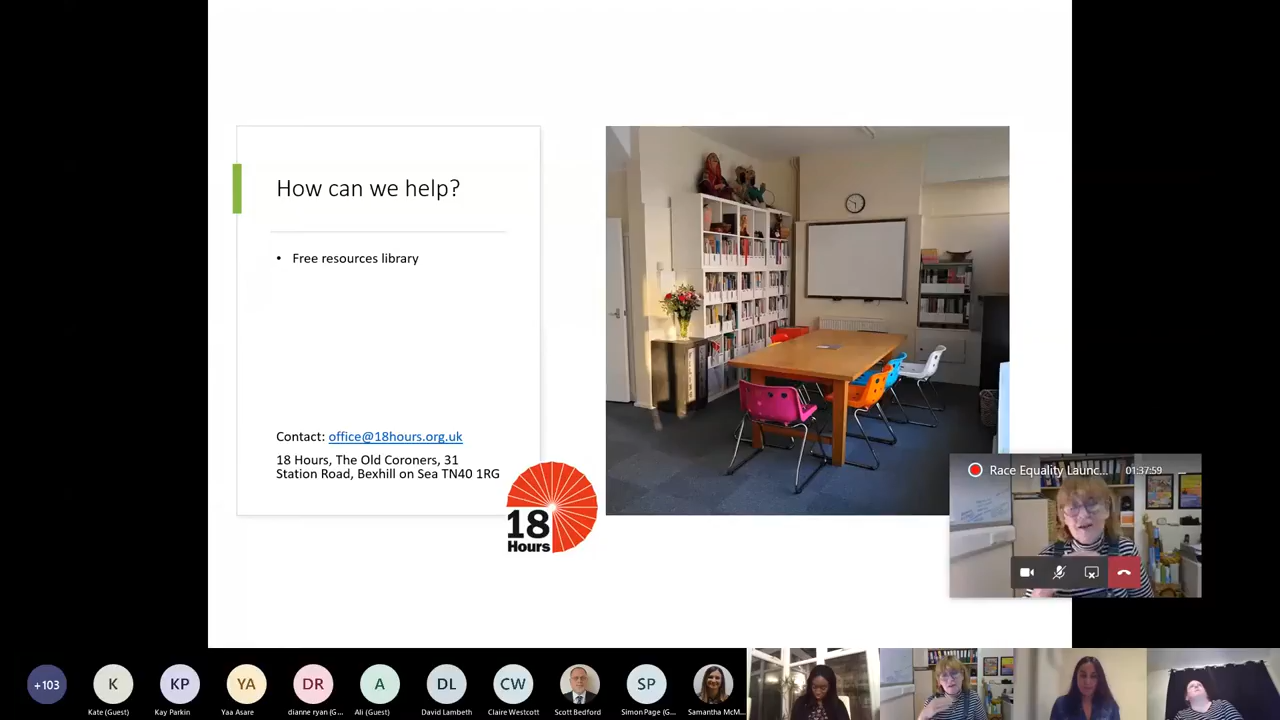 How can we help?
• Free resources library
Contact: office@18hours.org.uk
18 Hours, The Old Coroners, 31
Station Road, Bexhill on Sea TN40 1RG
18
Hours
Race Equality Launc...
01:37:59
+103
K
KP
YA
DR
A
DL
CW
SP
Kate (Guest)
Kay Parkin
Yaa Asare
dianne ryan (G...
Ali (Guest)
David Lambeth
Claire Westcott
Scott Bedford
Simon Page (G...
Samantha McM...